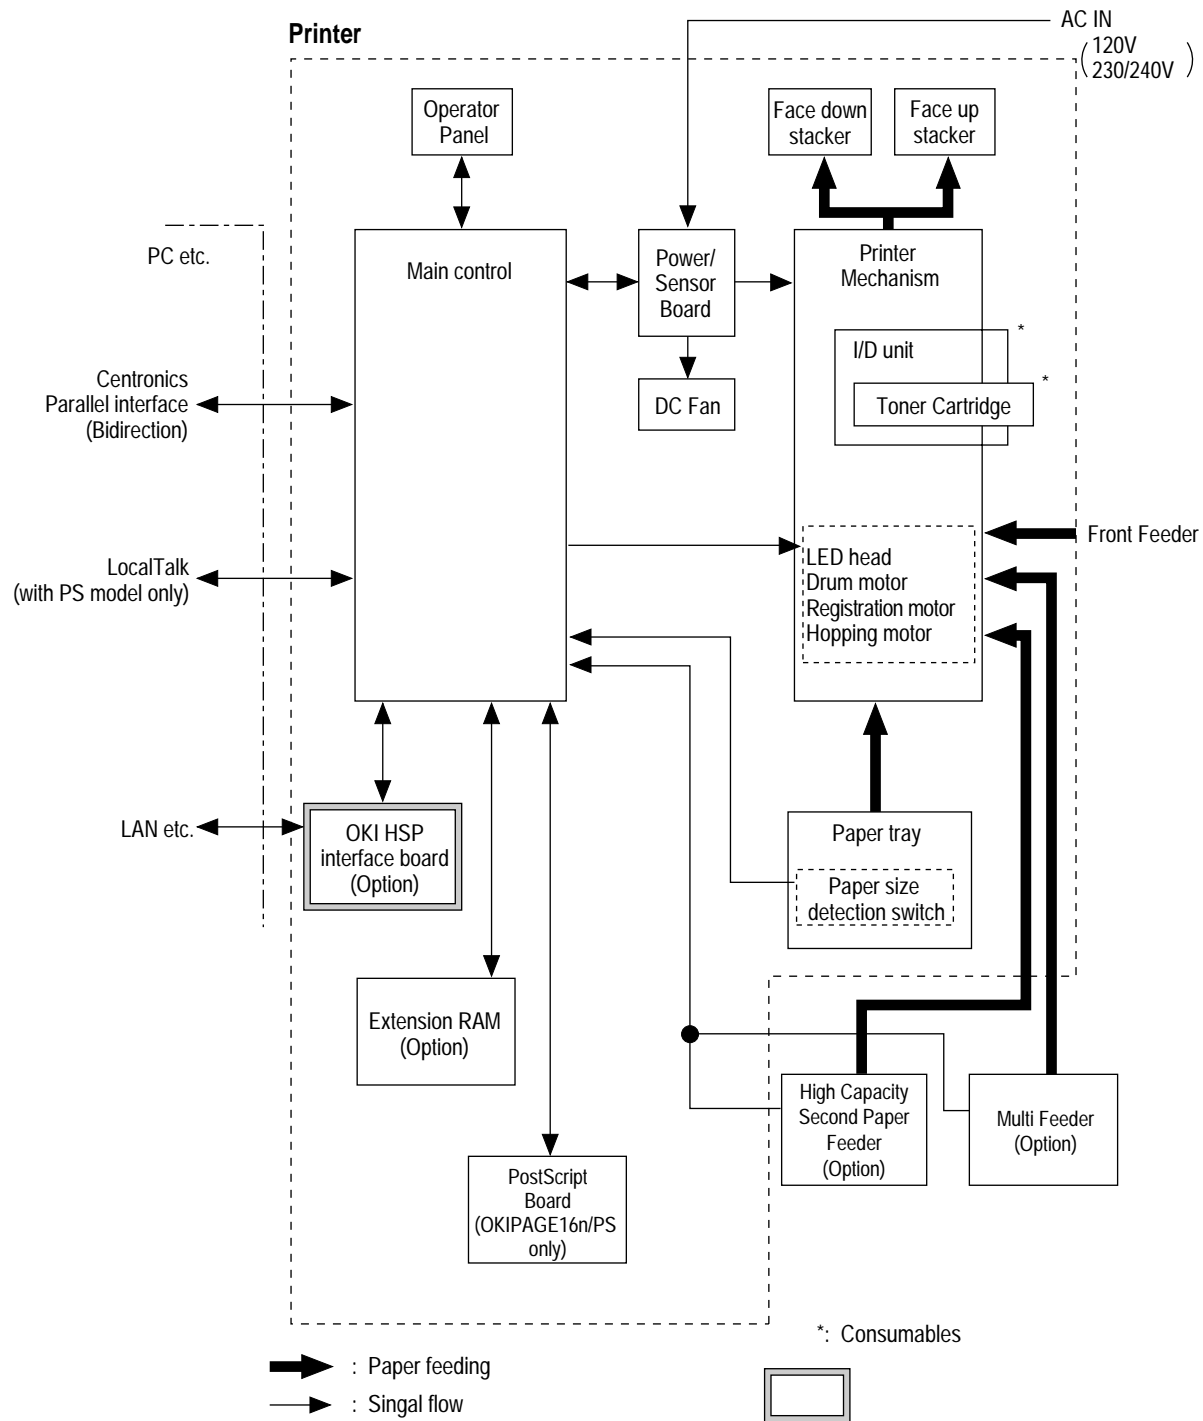 AC IN
( 120V
230/240V )
Printer
Operator
Panel
Face down
stacker
Face up
stacker
PC etc.
Main control
Power/
Sensor
Board
Printer
Mechanism
*
I/D unit
*
Toner Cartridge
DC Fan
Centronics
Parallel interface
(Bidirection)
Front Feeder
LED head
Drum motor
Registration motor
Hopping motor
LocalTalk
(with PS model only)
LAN etc.
OKI HSP
interface board
(Option)
Paper tray
Paper size
detection switch
Extension RAM
(Option)
High Capacity
Second Paper
Feeder
(Option)
Multi Feeder
(Option)
PostScript
Board
(OKIPAGE16n/PS
only)
*: Consumables
: Paper feeding
: Singal flow